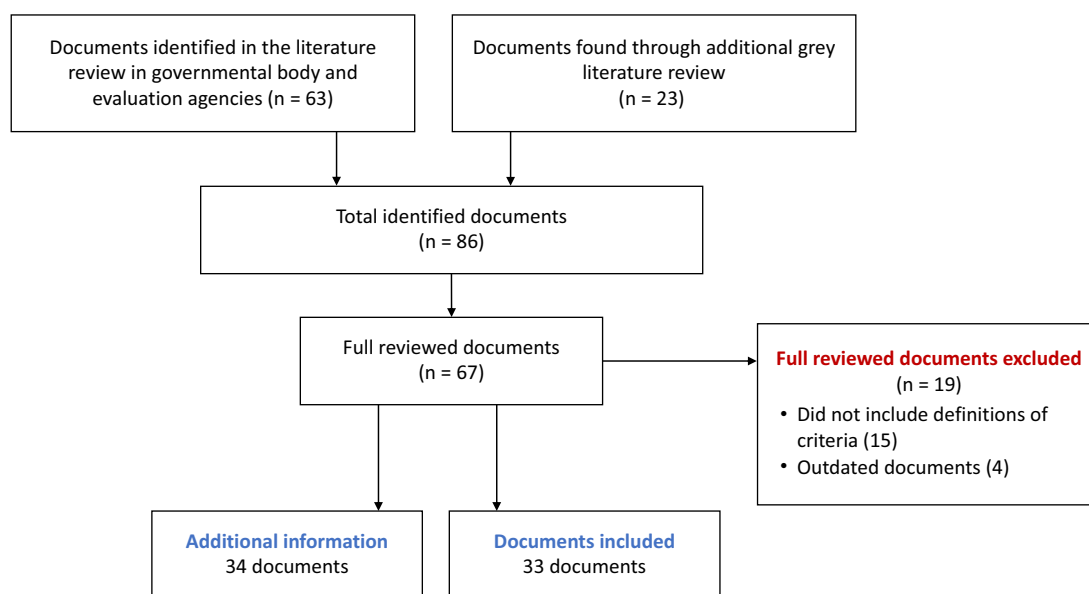 Documents identified in the literature
review in governmental body and
evaluation agencies (n = 63)
Documents found through additional grey
literature review
(n = 23)
Total identified documents
(n = 86)
Full reviewed documents
(n = 67)
Full reviewed documents excluded
(n = 19)
• Did not include definitions of
criteria (15)
• Outdated documents (4)
Additional information
34 documents
Documents included
33 documents